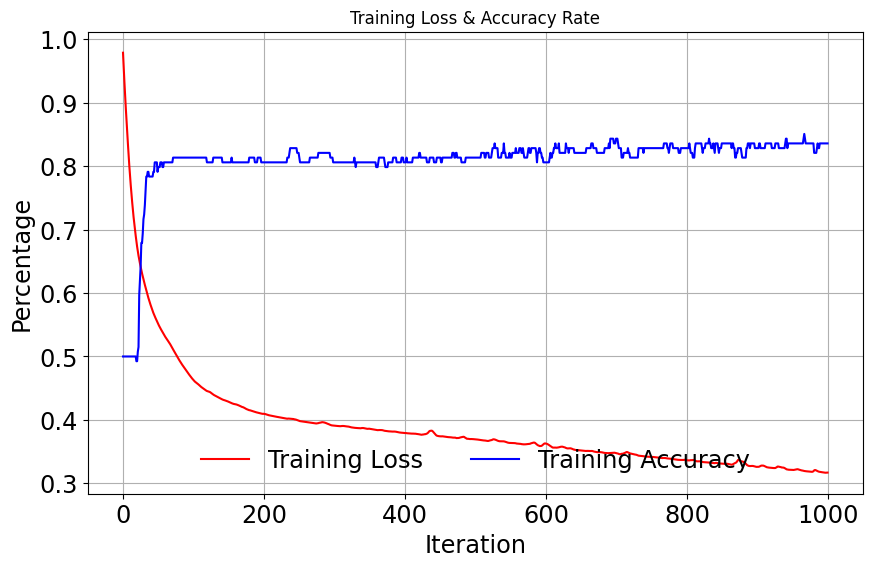 Training Loss & Accuracy Rate
1.0
0.9
0.8
0.7
0.6
0.5
0.4
0.3
Percentage
Training Loss
Training Accuracy
0
200
400
600
800
1000
Iteration